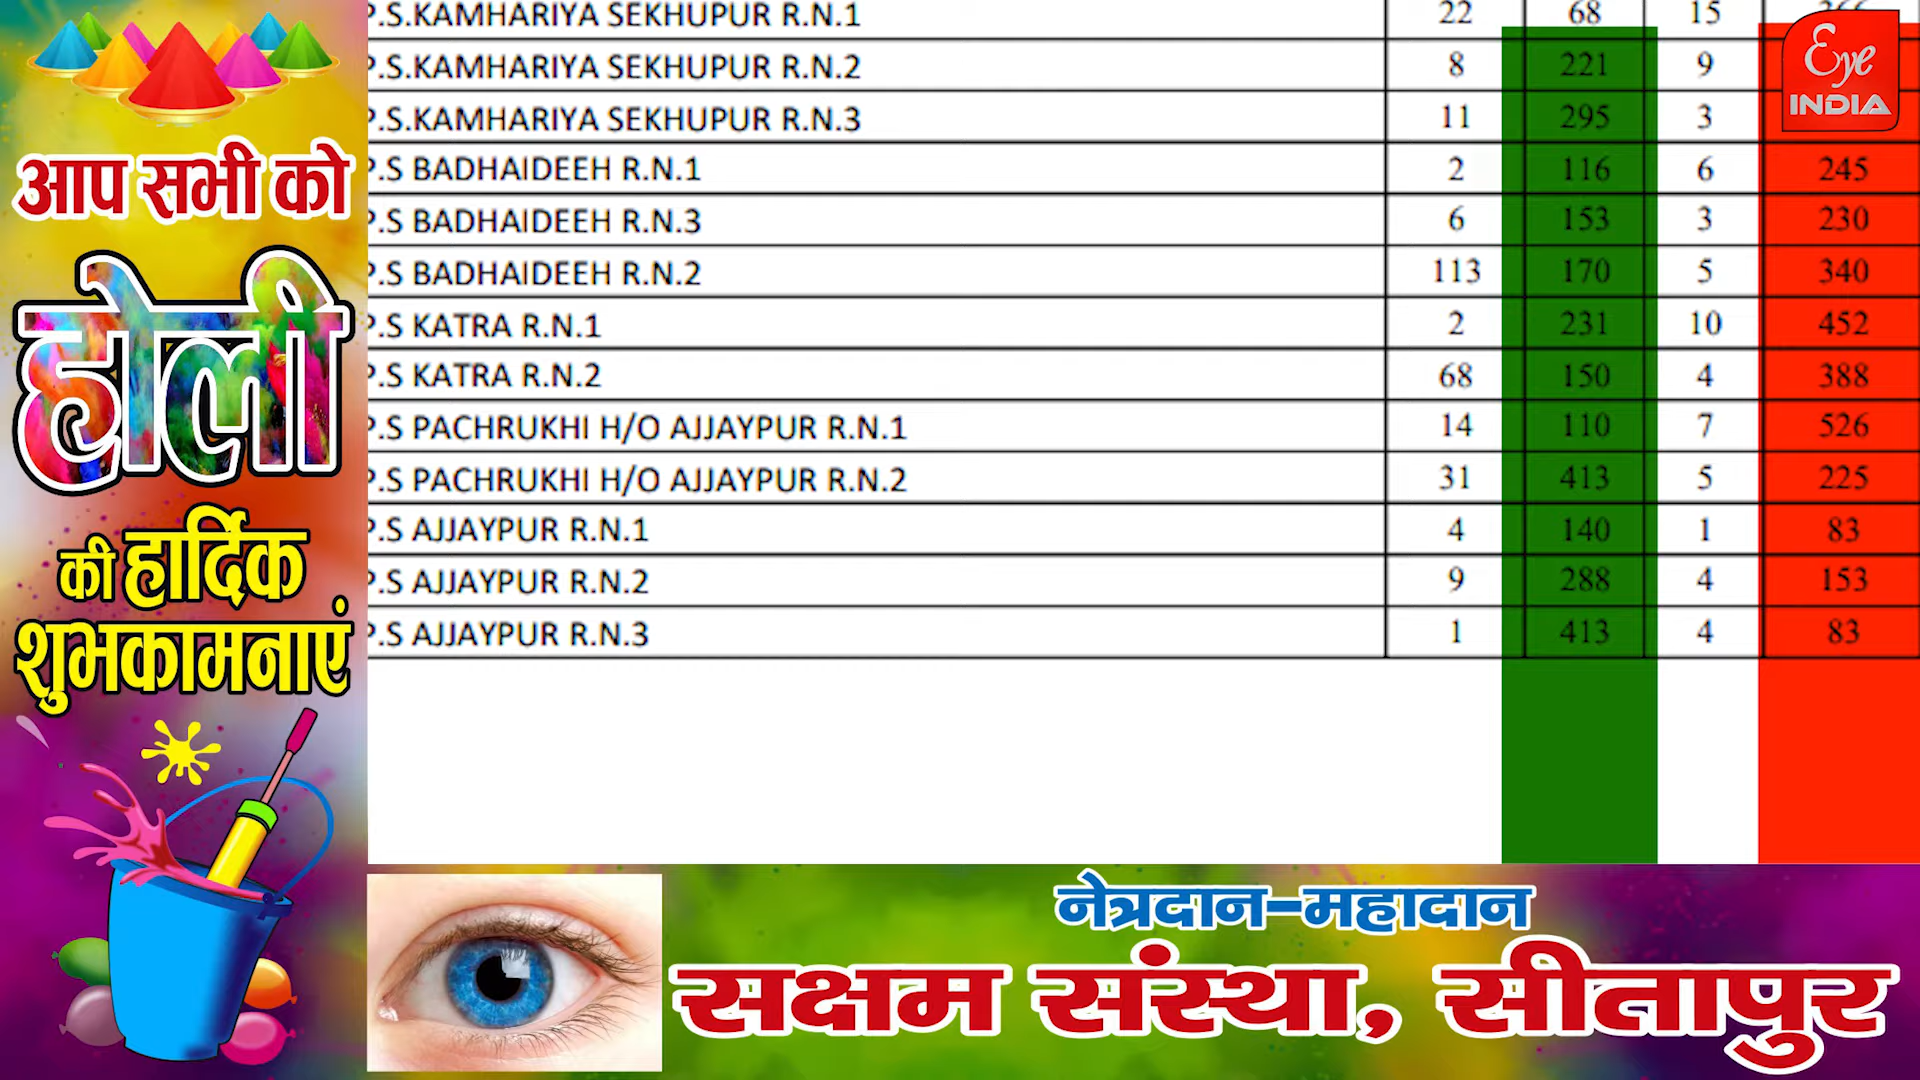 आप सभी को
होली
की हार्दिक
शुभकामनाएं
P.S.KAMHARIYA SEKHUPUR R.N.1 22 68 15
P.S.KAMHARIYA SEKHUPUR R.N.2 8 221 9
P.S.KAMHARIYA SEKHUPUR R.N.3 11 295 3
P.S BADHAIDEEH R.N.1 2 116 6 245
P.S BADHAIDEEH R.N.3 6 153 3 230
P.S BADHAIDEEH R.N.2 113 170 5 340
P.S KATRA R.N.1 2 231 10 452
P.S KATRA R.N.2 68 150 4 388
P.S PACHRUKHI H/O AJJAYPUR R.N.1 14 110 7 526
P.S PACHRUKHI H/O AJJAYPUR R.N.2 31 413 5 225
P.S AJJAYPUR R.N.1 4 140 1 83
P.S AJJAYPUR R.N.2 9 288 4 153
P.S AJJAYPUR R.N.3 1 413 4 83
Eye
INDIA
नेत्रदान-महादान
सक्षम संस्था, सीतापुर